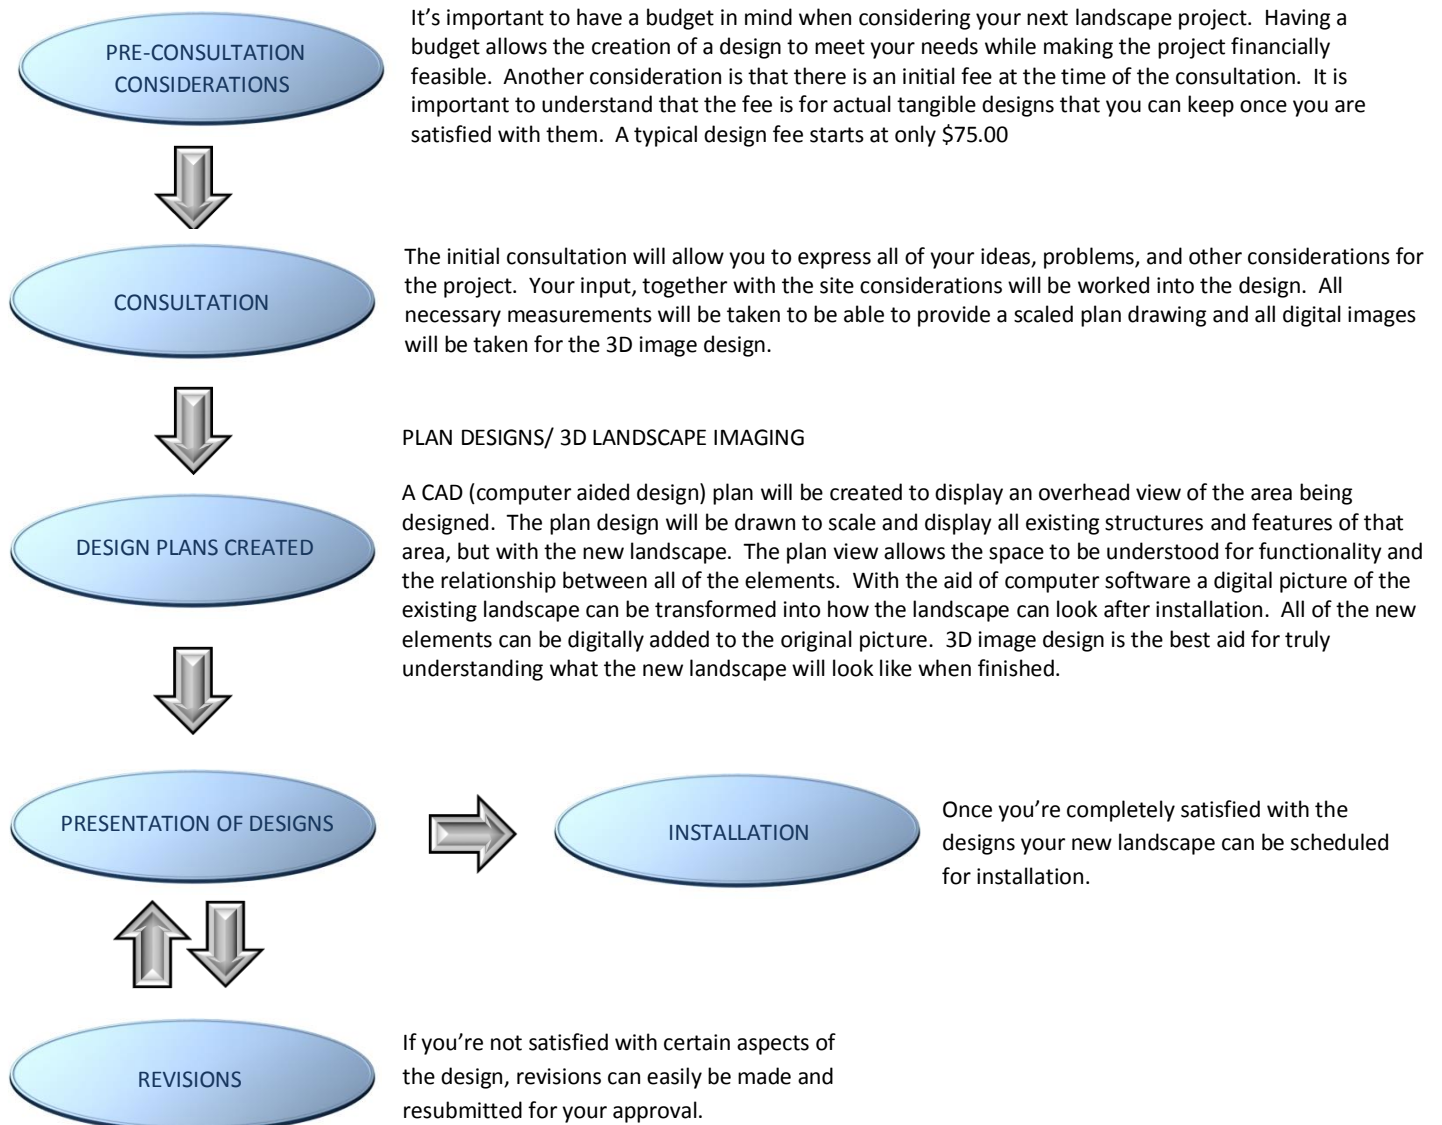 PRE-CONSULTATION
CONSIDERATIONS
It’s important to have a budget in mind when considering your next landscape project.  Having a
budget allows the creation of a design to meet your needs while making the project financially
feasible.  Another consideration is that there is an initial fee at the time of the consultation.  It is
important to understand that the fee is for actual tangible designs that you can keep once you are
satisfied with them.  A typical design fee starts at only $75.00
CONSULTATION
The initial consultation will allow you to express all of your ideas, problems, and other considerations for
the project.  Your input, together with the site considerations will be worked into the design.  All
necessary measurements will be taken to be able to provide a scaled plan drawing and all digital images
will be taken for the 3D image design.
PLAN DESIGNS/ 3D LANDSCAPE IMAGING
DESIGN PLANS CREATED
A CAD (computer aided design) plan will be created to display an overhead view of the area being
designed.  The plan design will be drawn to scale and display all existing structures and features of that
area, but with the new landscape.  The plan view allows the space to be understood for functionality and
the relationship between all of the elements.  With the aid of computer software a digital picture of the
existing landscape can be transformed into how the landscape can look after installation.  All of the new
elements can be digitally added to the original picture.  3D image design is the best aid for truly
understanding what the new landscape will look like when finished.
PRESENTATION OF DESIGNS
INSTALLATION
Once you’re completely satisfied with the
designs your new landscape can be scheduled
for installation.
REVISIONS
If you’re not satisfied with certain aspects of
the design, revisions can easily be made and
resubmitted for your approval.